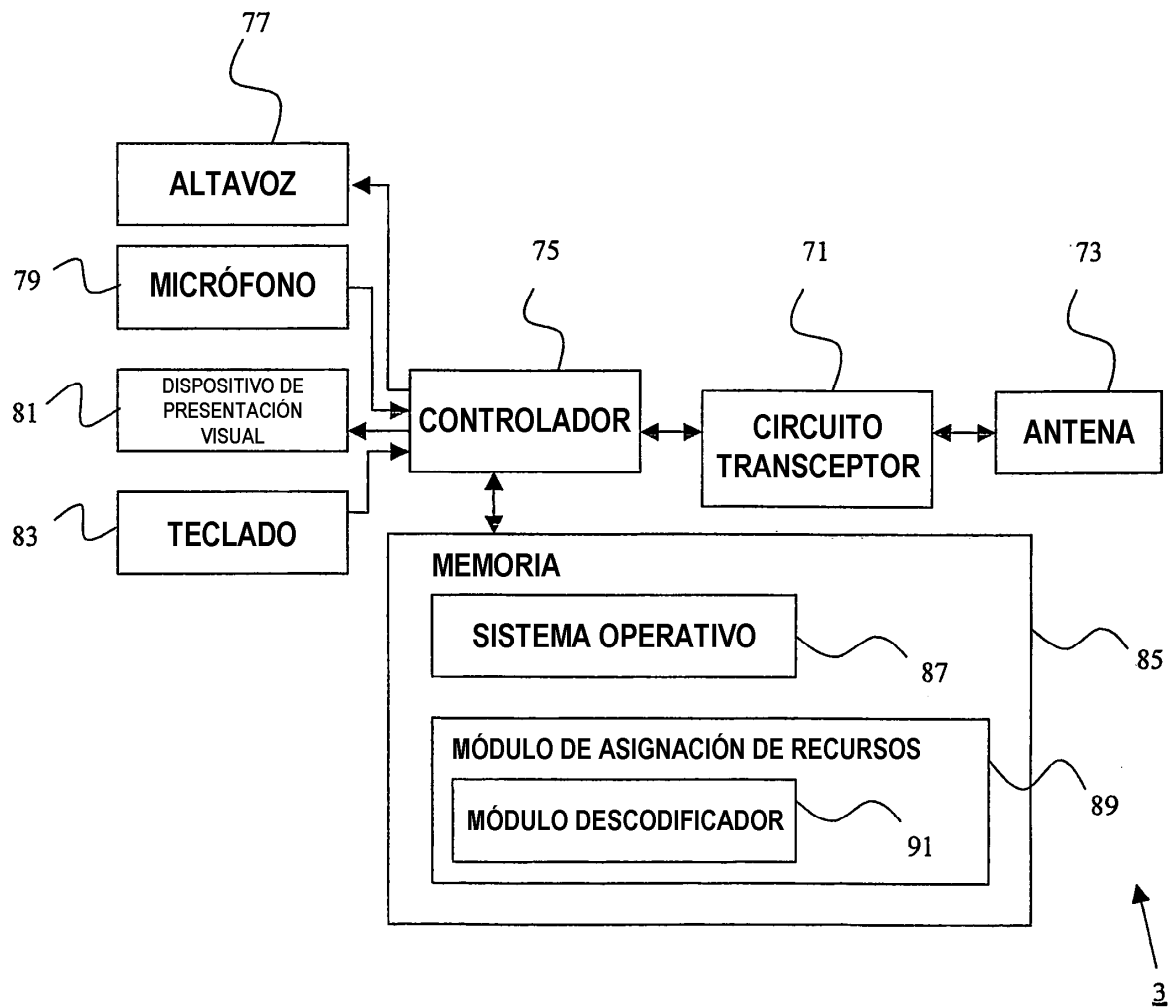 77
ALTAVOZ
79
MICRÓFONO
75
71
73
81
DISPOSITIVO DE
PRESENTACIÓN
VISUAL
CONTROLADOR
CIRCUITO
TRANSCEPTOR
ANTENA
83
TECLADO
MEMORIA
SISTEMA OPERATIVO
87
85
MÓDULO DE ASIGNACIÓN DE RECURSOS
MÓDULO DESCODIFICADOR
91
89
3